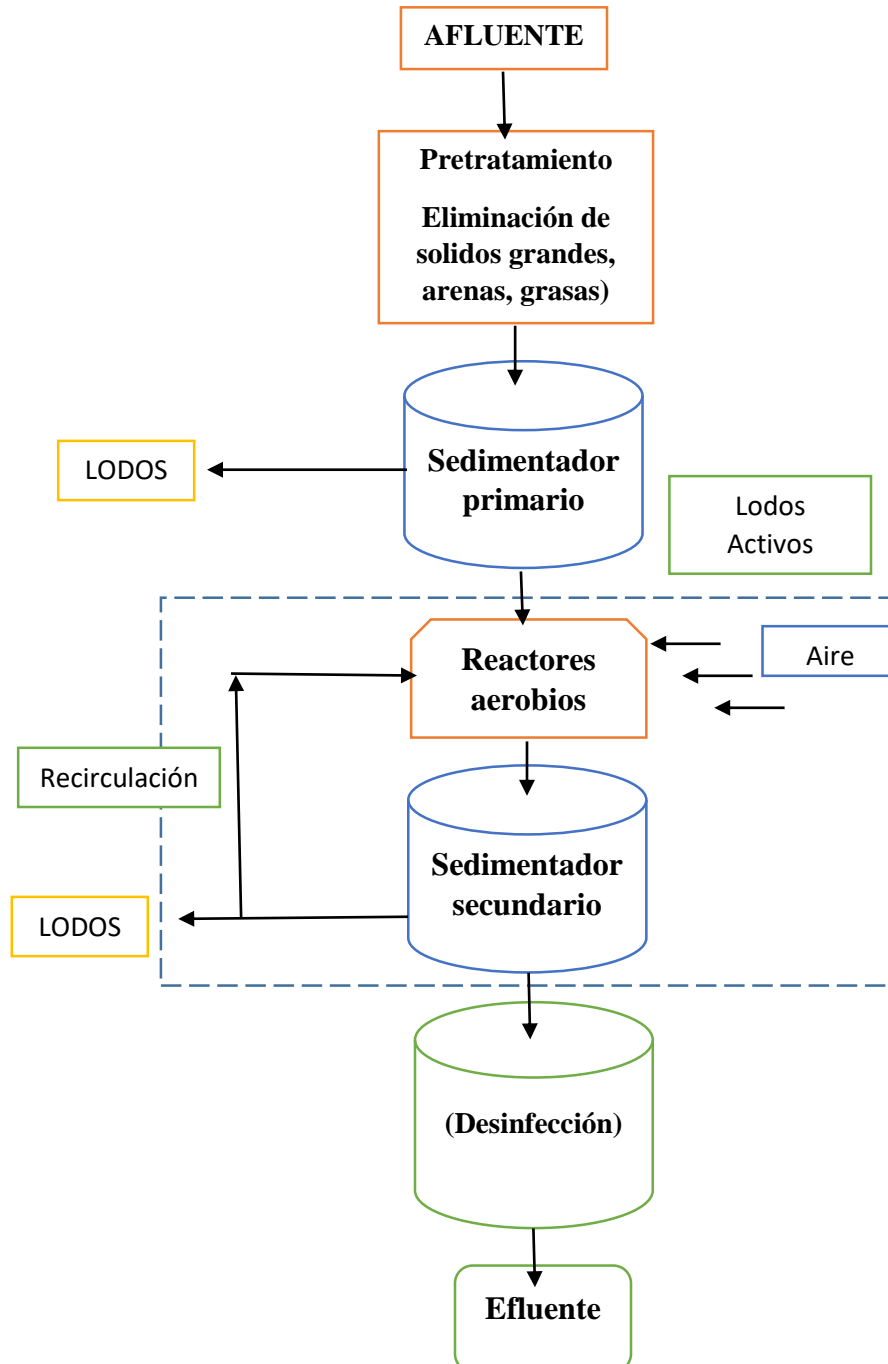 AFLUENTE
Pretratamiento
Eliminación de
solidos grandes,
arenas, grasas)
Sedimentador
primario
LODOS
Lodos
Activos
Reactores
aerobios
Aire
Recirculación
Sedimentador
secundario
LODOS
(Desinfección)
Efluente